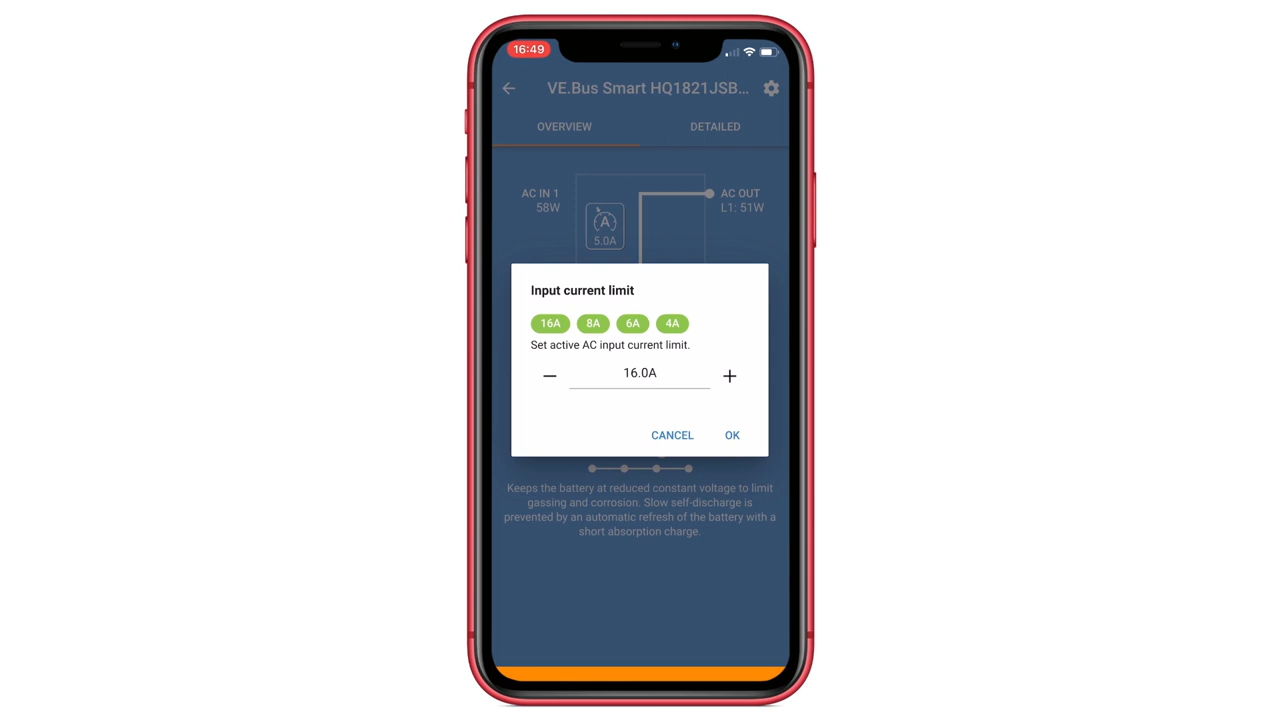 16:49
VE.Bus Smart HQ1821JSB...
OVERVIEW DETAILED
AC IN 1
58W
AC OUT
L1: 51W
A
5.0A
Input current limit
16A 8A 6A 4A
Set active AC input current limit.
16.0A
CANCEL OK
Keeps the battery at reduced constant voltage to limit
gassing and corrosion. Slow self-discharge is
prevented by an automatic refresh of the battery with a
short absorption charge.